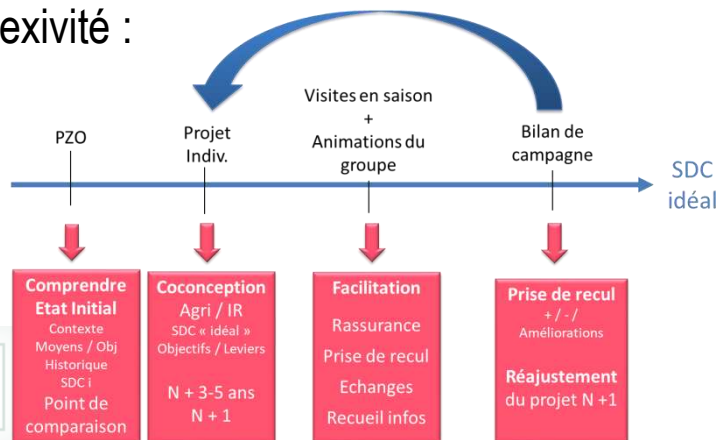 exivité :
PZO
Projet
Indiv.
Visites en saison
+
Animations du
groupe
Bilan de
campagne
SDC
idéal
Comprendre
Etat Initial
Contexte
Moyens / Obj
Historique
SDC i
Point de
comparaison
Coconception
Agri / IR
SDC « idéal »
Objectifs / Leviers
N + 3-5 ans
N + 1
Facilitation
Rassurance
Prise de recul
Echanges
Recueil infos
Prise de recul
+ / - /
Améliorations
Réajustement
du projet N +1